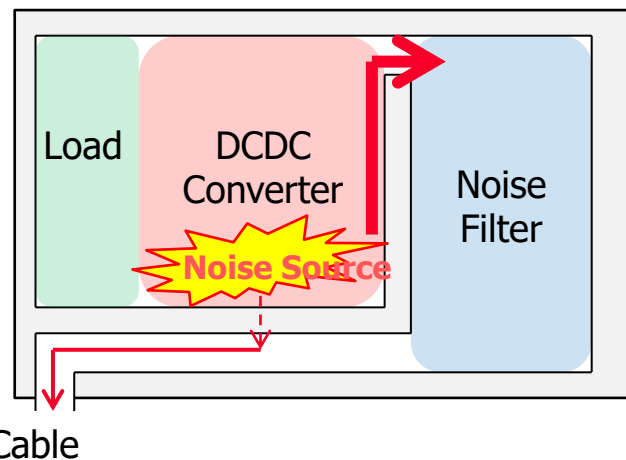 Load
DCDC
Converter
Noise
Filter
Noise Source
Cable